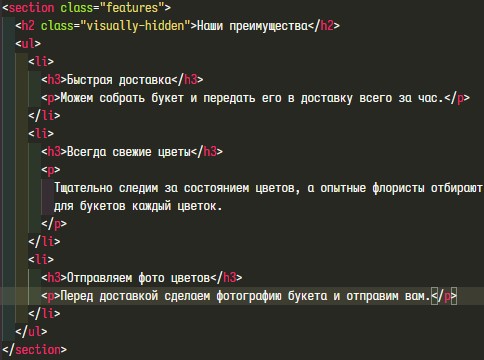 <section class="features">
<h2 class="visually-hidden">Наши преимущества</h2>
<ul>
<li>
<h3>Быстрая доставка</h3>
<p>Можем собрать букет и передать его в доставку всего за час.</p>
</li>
<li>
<h3>Всегда свежие цветы</h3>
<p>
Тщательно следим за состоянием цветов, а опытные флористы отбирают
для букетов каждый цветок.
</p>
</li>
<li>
<h3>Отправляем фото цветов</h3>
<p>Перед доставкой сделаем фотографию букета и отправим вам.</p>
</li>
</ul>
</section>